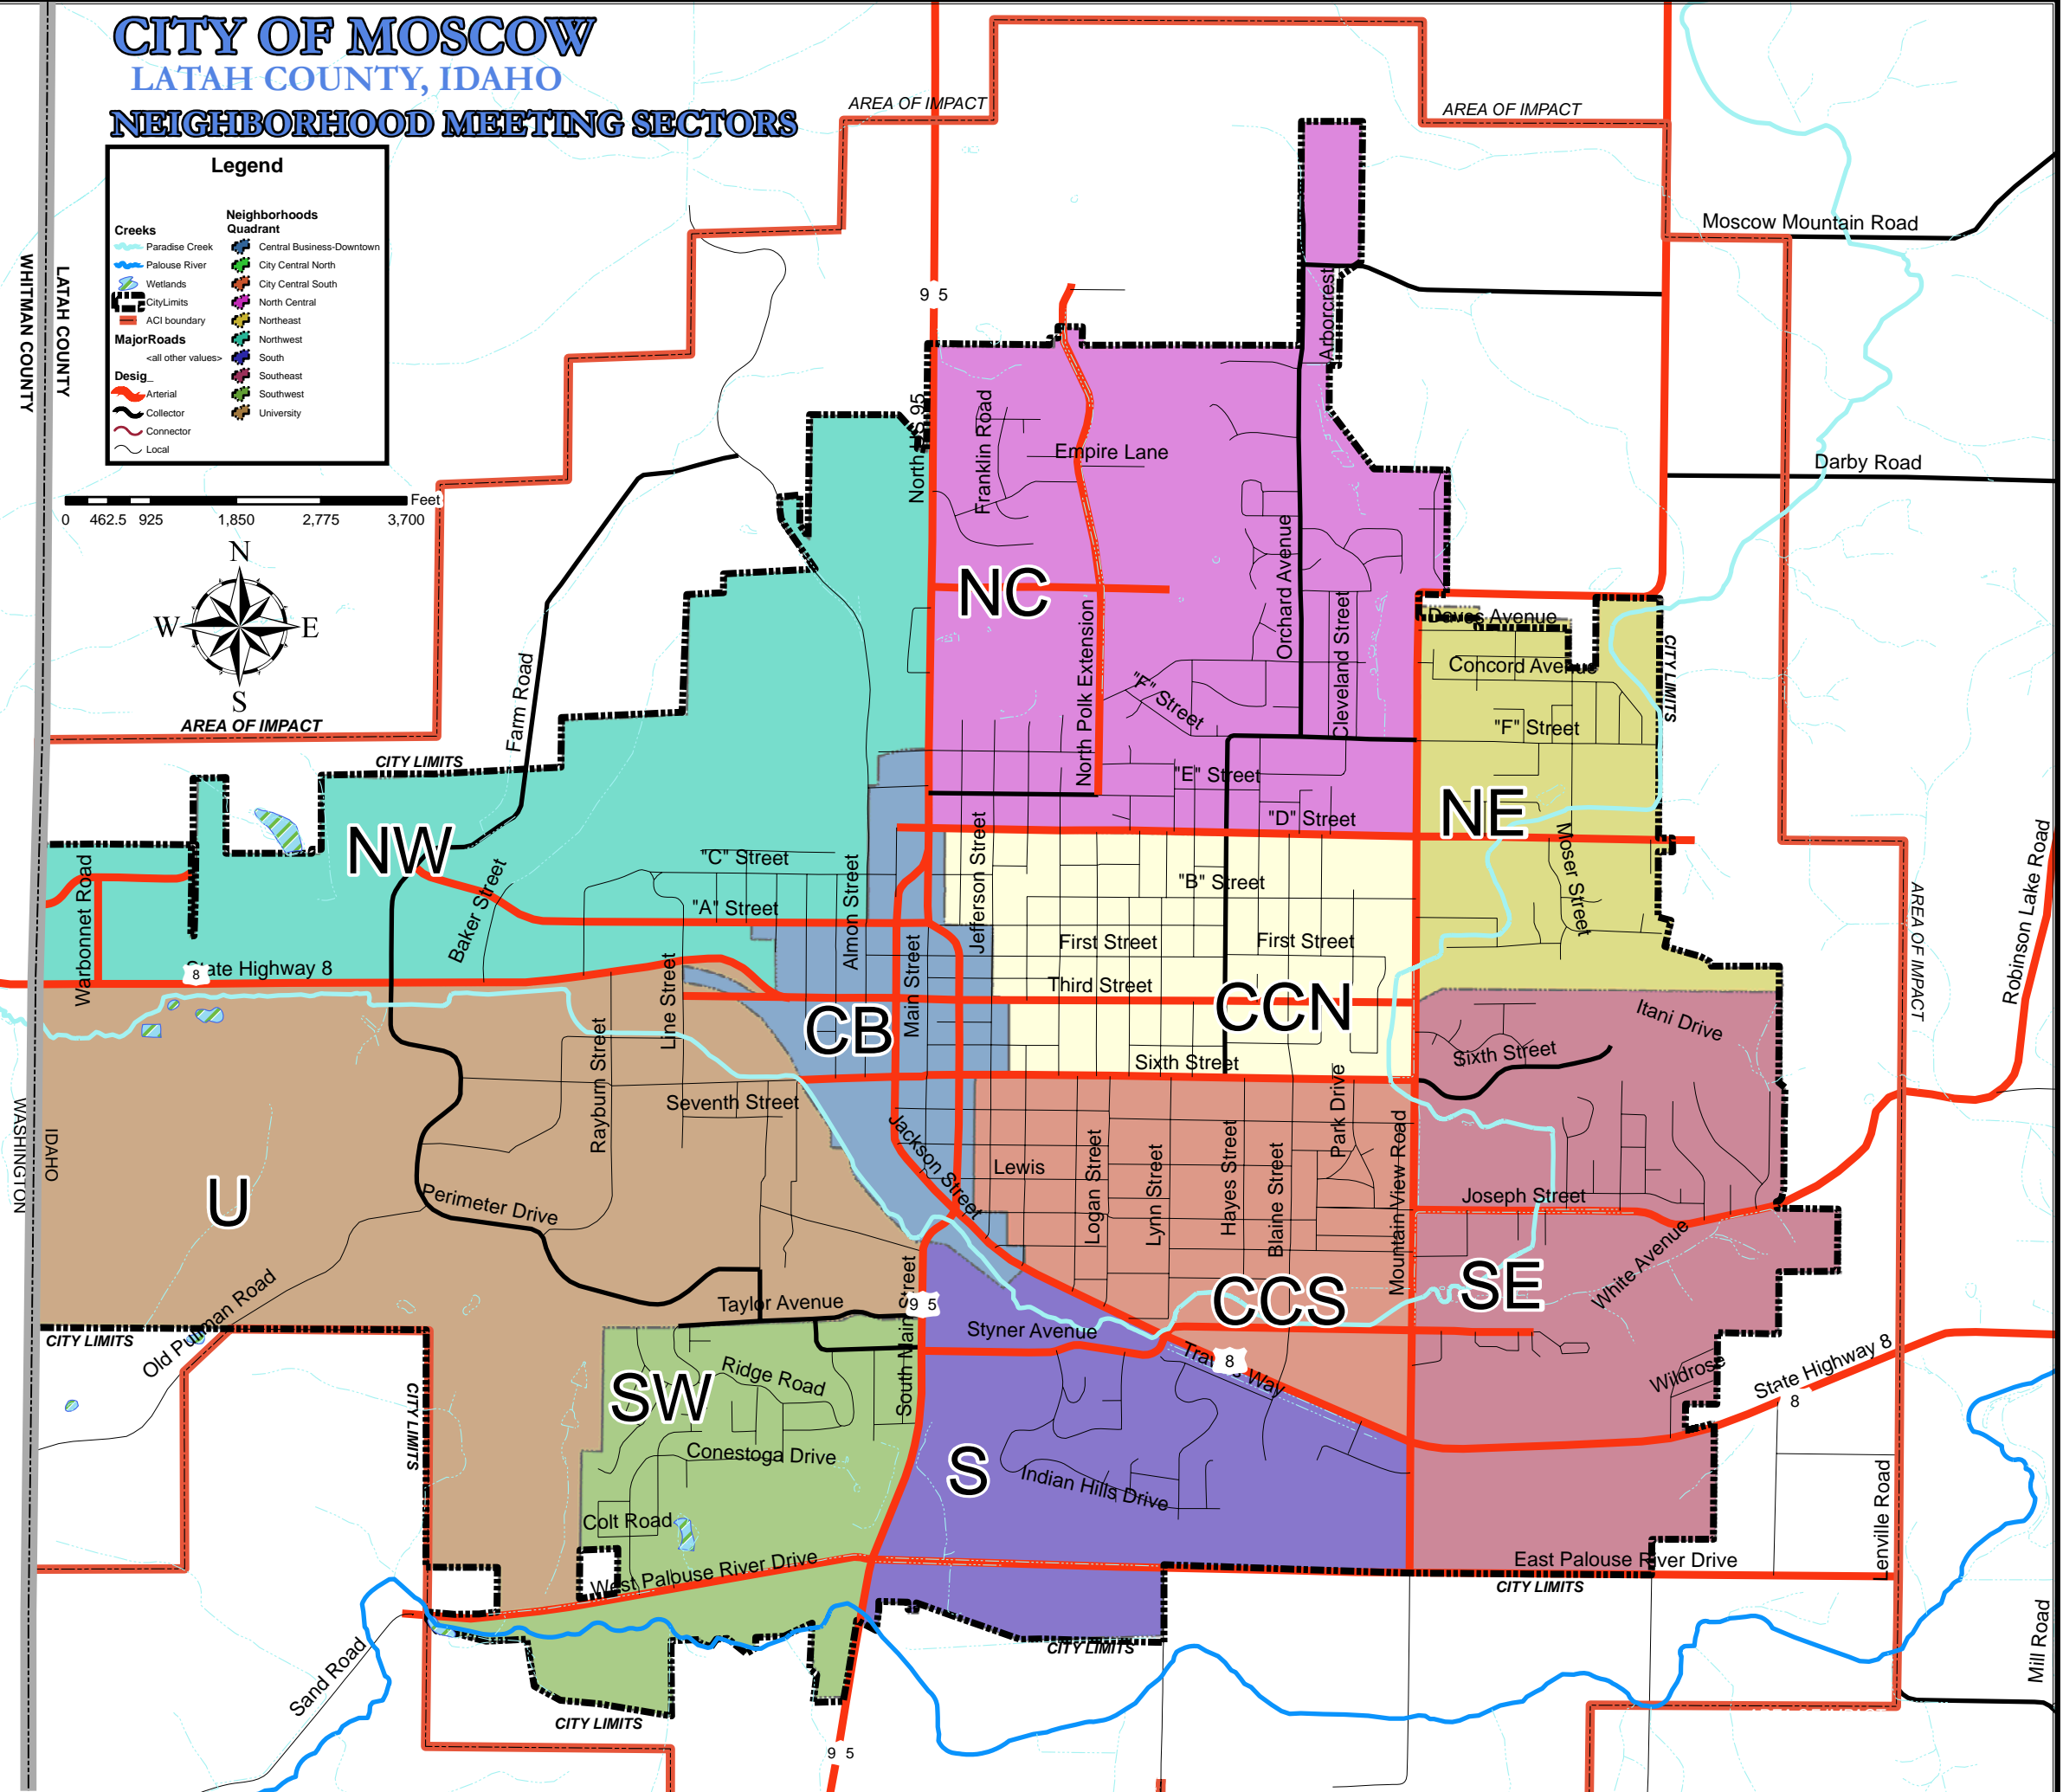 CITY OF MOSCOW
LATAH COUNTY, IDAHO
NEIGHBORHOOD MEETING SECTORS
Legend
Creeks
Paradise Creek
Palouse River
Wetlands
CityLimits
ACI boundary
MajorRoads
<all other values>
Desig_
Arterial
Collector
Connector
Local
Neighborhoods
Quadrant
Central Business-Downtown
City Central North
City Central South
North Central
Northeast
Northwest
South
Southeast
Southwest
University
Feet
0 462.5 925 1,850 2,775 3,700
N
W E
S
WHITMAN COUNTY
LATAH COUNTY
WASHINGTON
IDAHO
AREA OF IMPACT
AREA OF IMPACT
AREA OF IMPACT
AREA OF IMPACT
CITY LIMITS
CITY LIMITS
CITY LIMITS
CITY LIMITS
CITY LIMITS
CITY LIMITS
CITY LIMITS
Moscow Mountain Road
Darby Road
Robinson Lake Road
Lenville Road
Mill Road
9 5
Arborcrest
Franklin Road
Empire Lane
NC
Orchard Avenue
Cleveland Street
North Polk Extension
"F" Street
"E" Street
"D" Street
Concord Avenue
"F" Street
NE
Moser Street
Farm Road
NW
Baker Street
Warbonnet Road
"C" Street
"A" Street
Almon Street
State Highway 8
8
Line Street
Main Street
Jefferson Street
CB
"B" Street
First Street
First Street
Third Street
CCN
Sixth Street
Itani Drive
Sixth Street
Rayburn Street
Seventh Street
Jackson Street
Lewis
Logan Street
Lynn Street
Hayes Street
Blaine Street
Park Drive
Mountain View Road
Joseph Street
White Avenue
SE
CCS
U
Perimeter Drive
Old Pullman Road
Taylor Avenue
South Main Street
9 5
Styner Avenue
8
SW
Ridge Road
Conestoga Drive
Colt Road
S
Indian Hills Drive
Wildrose
State Highway 8
8
West Palouse River Drive
East Palouse River Drive
Sand Road
9 5